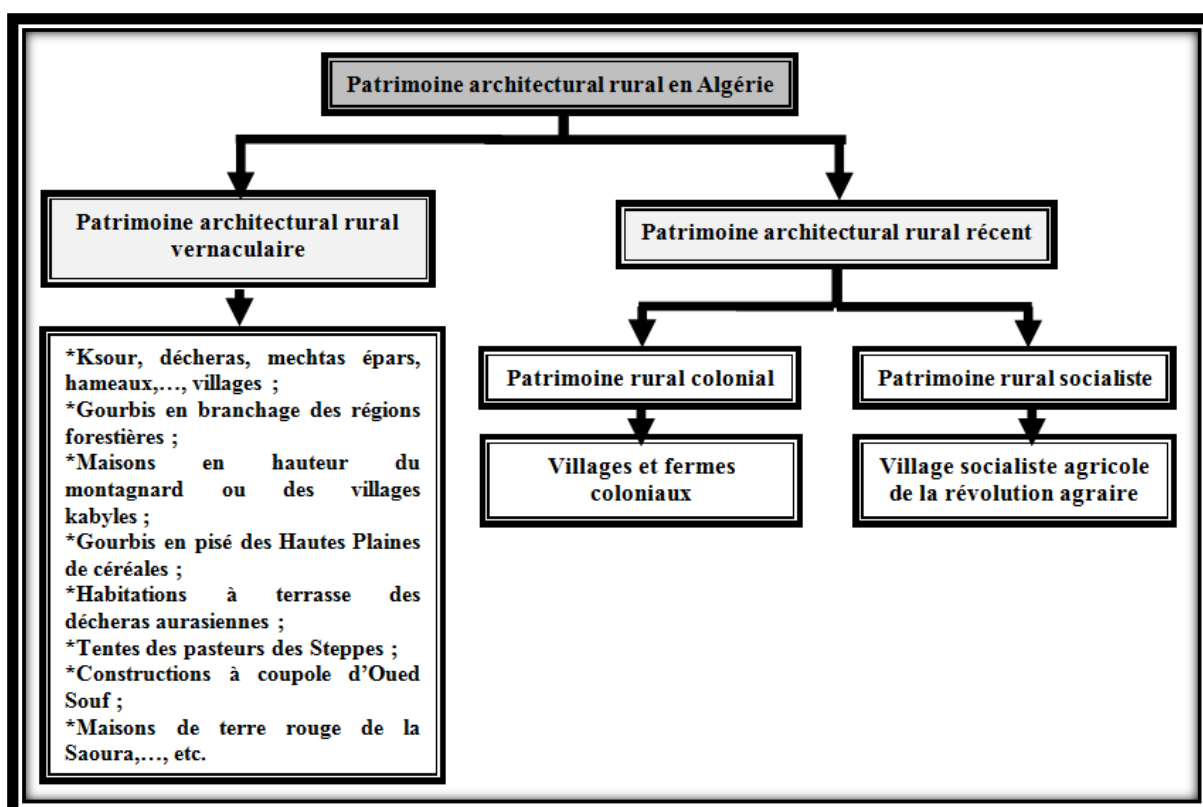 Patrimoine architectural rural en Algérie
Patrimoine architectural rural
vernaculaire
Patrimoine architectural rural récent
*Ksour, décheras, mechtas épars,
hameaux,…, villages ;
*Gourbis en branchage des régions
forestières ;
*Maisons en hauteur du
montagnard ou des villages
kabyles ;
*Gourbis en pisé des Hautes Plaines
de céréales ;
*Habitations à terrasse des
décheras aurasiennes ;
*Tentes des pasteurs des Steppes ;
*Constructions à coupole d’Oued
Souf ;
*Maisons de terre rouge de la
Saoura,…, etc.
Patrimoine rural colonial
Patrimoine rural socialiste
Villages et fermes
coloniaux
Village socialiste agricole
de la révolution agraire